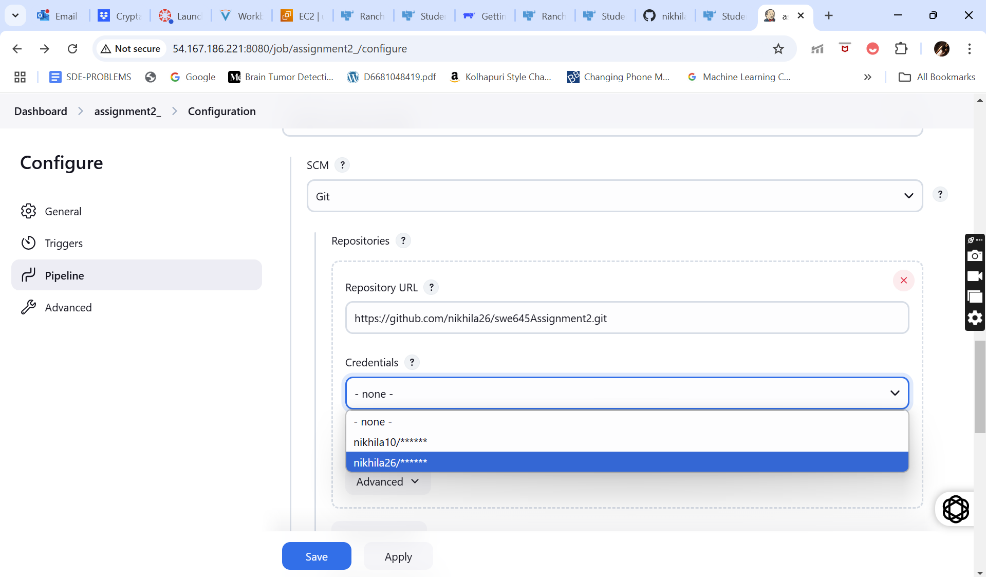 Email
Crypt
Laun
Workl
EC2 |
Ranch
Stude
Gettin
Ranch
Stude
nikhila
Stude
a
Not secure
54.167.186.221:8080/job/assignment2_/configure
SDE-PROBLEMS
Google
Brain Tumor Detecti...
D6681048419.pdf
Kolhapuri Style Cha...
Changing Phone M...
Machine Learning C...
»
All Bookmarks
Dashboard > assignment2_ > Configuration
Configure
General
Triggers
Pipeline
Advanced
SCM ?
Git
?
Repositories ?
Repository URL ?
https://github.com/nikhila26/swe645Assignment2.git
Credentials ?
- none -
- none -
nikhila10/******
nikhila26/******
Advanced
Save
Apply